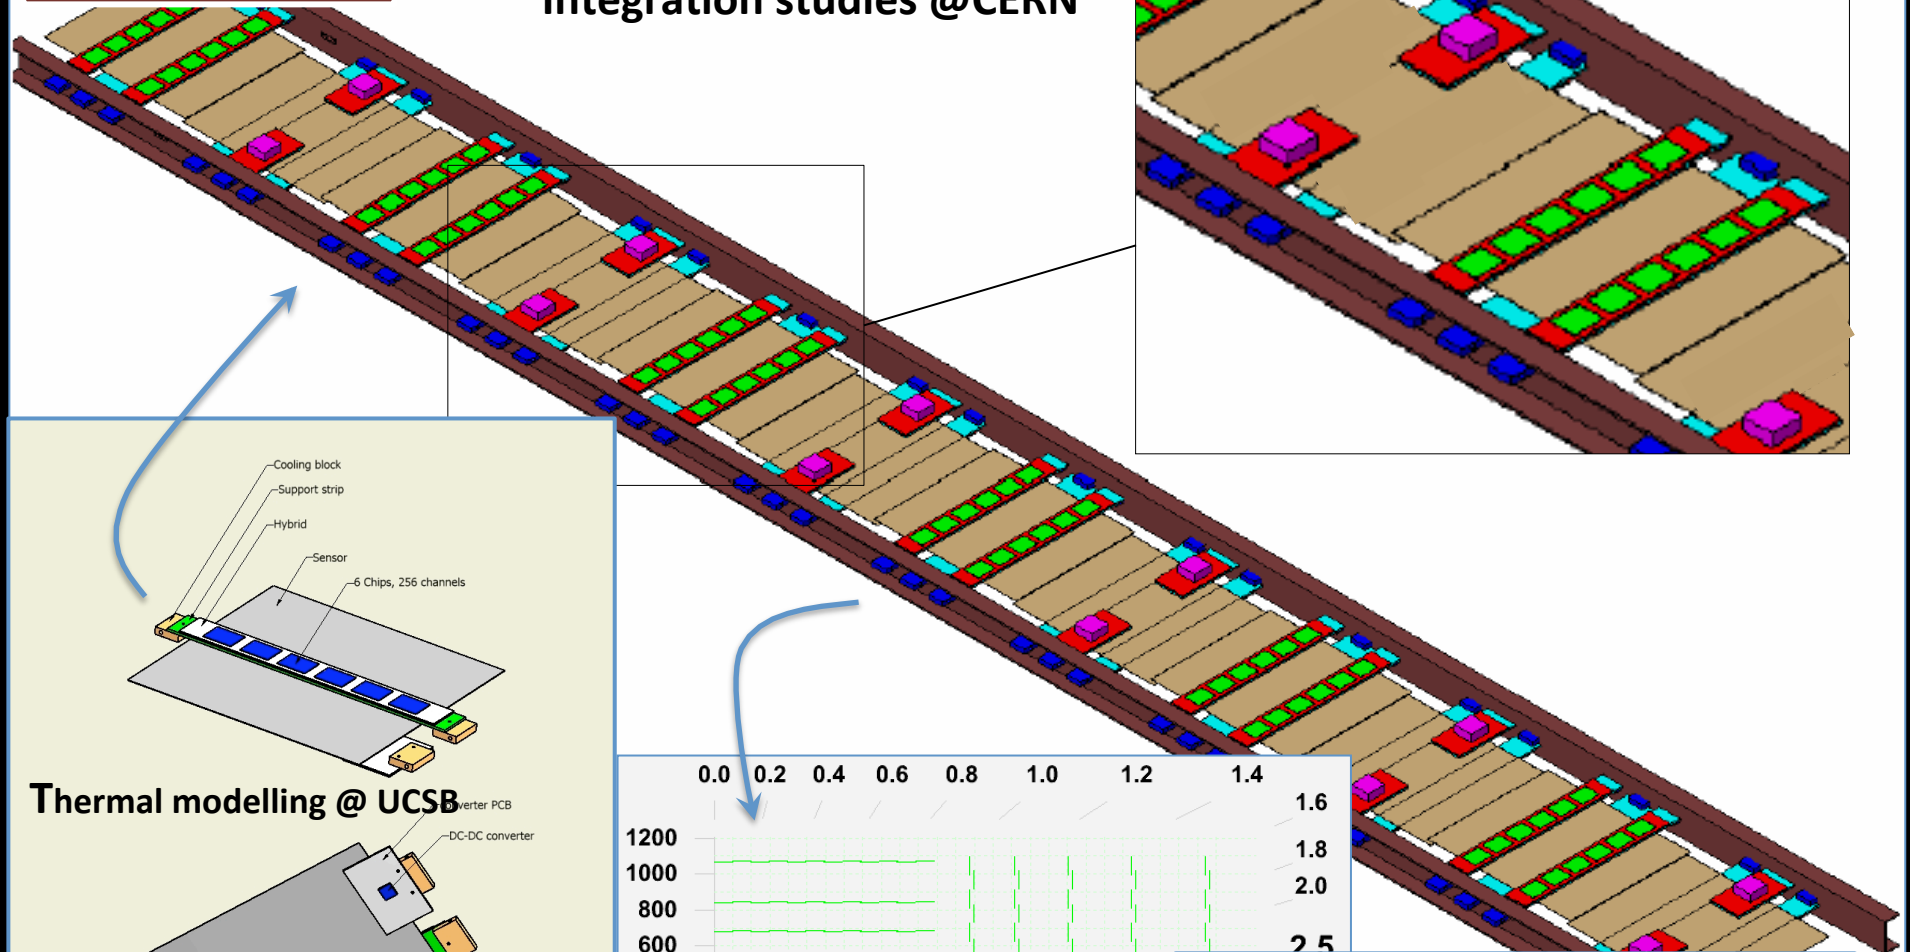 Integration studies @CERN
Cooling block
Support strip
Hybrid
Sensor
6 Chips, 256 channels
Thermal modelling @ UCSB
verter PCB
DC-DC converter
0.0 0.2 0.4 0.6 0.8 1.0 1.2 1.4
1.6
1200
1.8
1000
2.0
800
600
2.5